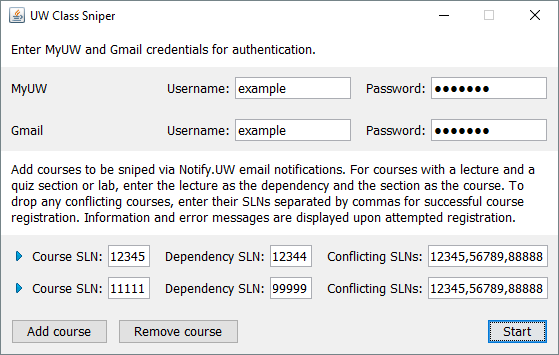 UW Class Sniper
Enter MyUW and Gmail credentials for authentication.
MyUW Username: example Password: ●●●●●●●
Gmail Username: example Password: ●●●●●●●
Add courses to be sniped via Notify.UW email notifications. For courses with a lecture and a
quiz section or lab, enter the lecture as the dependency and the section as the course. To
drop any conflicting courses, enter their SLNs separated by commas for successful course
registration. Information and error messages are displayed upon attempted registration.
Course SLN: 12345 Dependency SLN: 12344 Conflicting SLNs: 12345,56789,88888
Course SLN: 11111 Dependency SLN: 99999 Conflicting SLNs: 12345,56789,88888
Add course Remove course Start